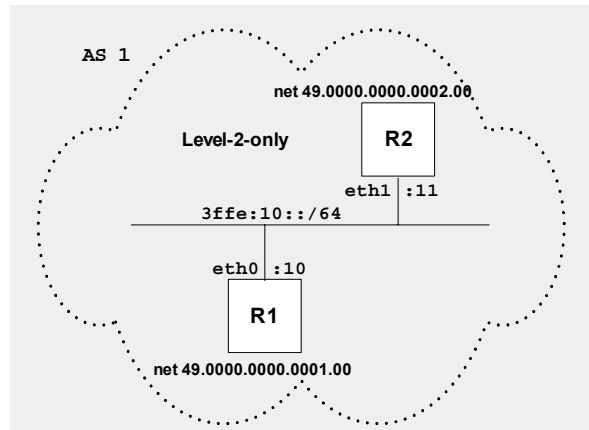 AS 1
net 49.0000.0000.0002.00
Level-2-only
R2
eth1 :11
3ffe:10::/64
eth0 :10
R1
net 49.0000.0000.0001.00